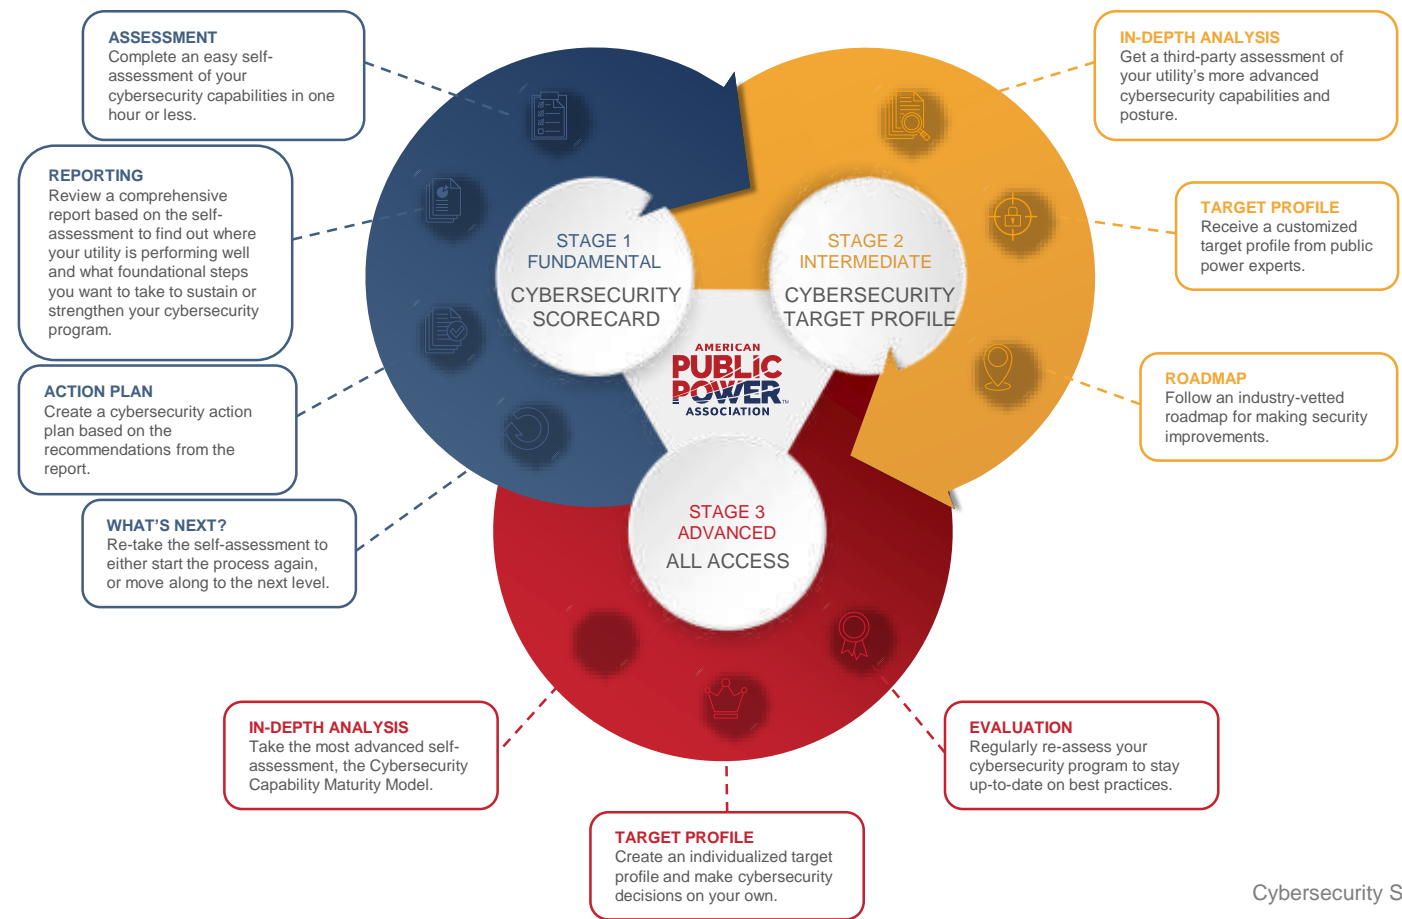 ASSESSMENT
Complete an easy self-
assessment of your
cybersecurity capabilities in one
hour or less.
REPORTING
Review a comprehensive
report based on the self-
assessment to find out where
your utility is performing well
and what foundational steps
you want to take to sustain or
strengthen your cybersecurity
program.
ACTION PLAN
Create a cybersecurity action
plan based on the
recommendations from the
report.
WHAT'S NEXT?
Re-take the self-assessment to
either start the process again,
or move along to the next level.
STAGE 1
FUNDAMENTAL
CYBERSECURITY
SCORECARD
STAGE 2
INTERMEDIATE
CYBERSECURITY
TARGET PROFILE
AMERICAN
PUBLIC
POWER™
ASSOCIATION
STAGE 3
ADVANCED
ALL ACCESS
IN-DEPTH ANALYSIS
Get a third-party assessment of
your utility's more advanced
cybersecurity capabilities and
posture.
TARGET PROFILE
Receive a customized
target profile from public
power experts.
ROADMAP
Follow an industry-vetted
roadmap for making security
improvements.
IN-DEPTH ANALYSIS
Take the most advanced self-
assessment, the Cybersecurity
Capability Maturity Model.
TARGET PROFILE
Create an individualized target
profile and make cybersecurity
decisions on your own.
EVALUATION
Regularly re-assess your
cybersecurity program to stay
up-to-date on best practices.
Cybersecurity S